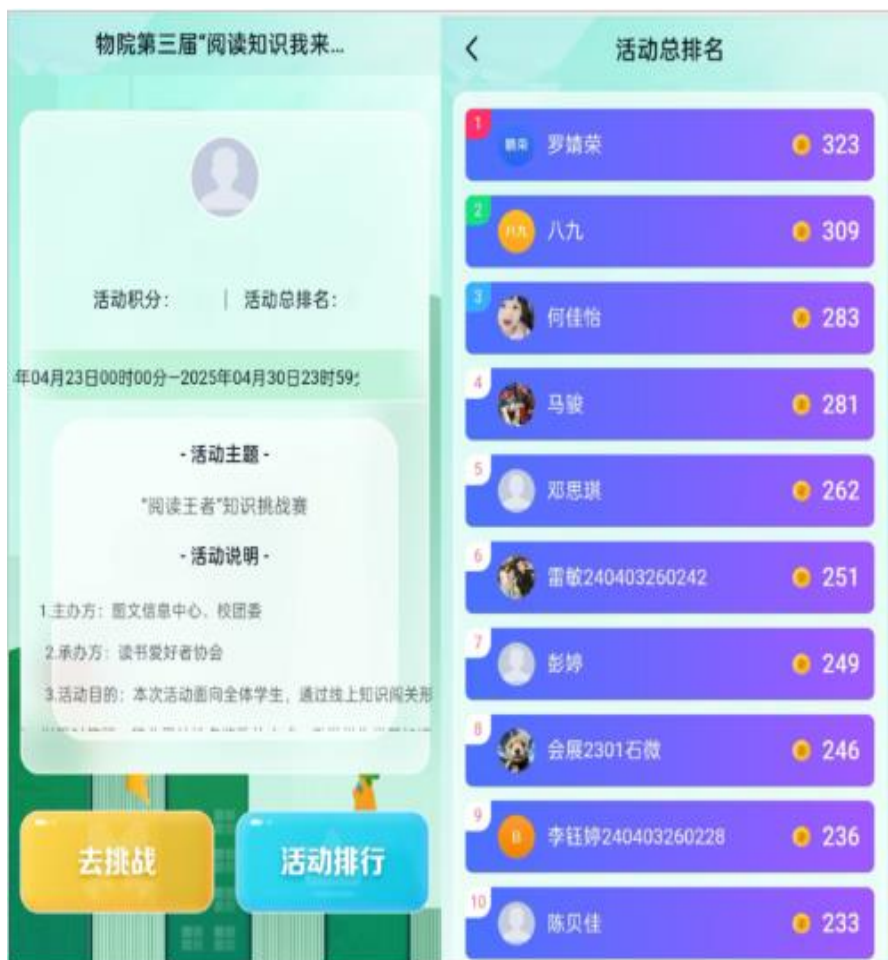 物院第三届"阅读知识我来...
活动积分：
活动总排名：
年04月23日00时00分—2025年04月30日23时59分
- 活动主题 -
"阅读王者"知识挑战赛
- 活动说明 -
1.主办方：图文信息中心、校团委
2.承办方：读书爱好者协会
3.活动目的：本次活动面向全体学生，通过线上知识闯关形
去挑战
活动排行
活动总排名
1
罗婧荣
323
2
八九
八九
309
3
何佳怡
283
4
马骏
281
5
邓思琪
262
6
雷敏240403260242
251
7
彭婷
249
8
会展2301石微
246
9
李钰婷240403260228
236
10
陈贝佳
233